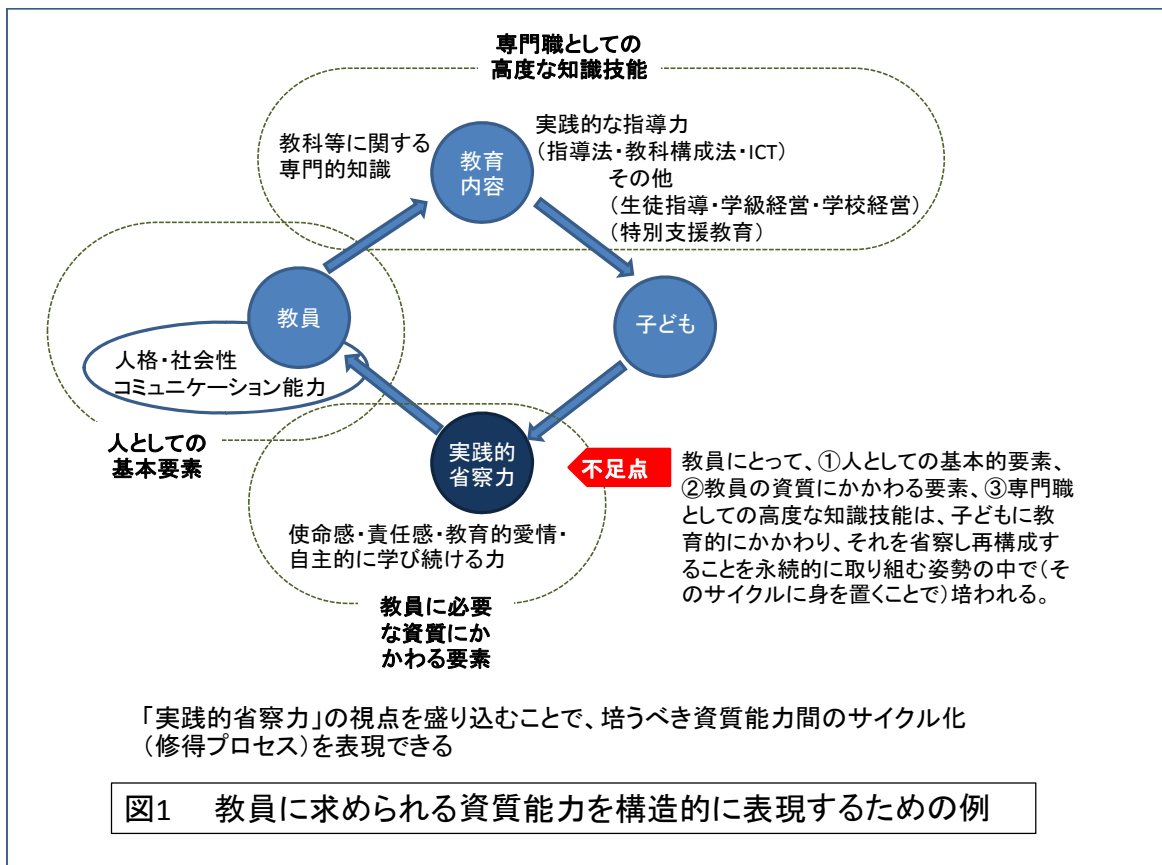 専門職としての
高度な知識技能
教科等に関する
専門的知識
教育
内容
実践的な指導力
(指導法・教科構成法・ICT)
その他
(生徒指導・学級経営・学校経営)
(特別支援教育)
教員
子ども
人格・社会性
コミュニケーション能力
人としての
基本要素
実践的
省察力
不足点
教員にとって、①人としての基本的要素、
②教員の資質にかかわる要素、③専門職
としての高度な知識技能は、子どもに教
育的にかかわり、それを省察し再構成す
ることを永続的に取り組む姿勢の中で(そ
のサイクルに身を置くことで)培われる。
使命感・責任感・教育的愛情・
自主的に学び続ける力
教員に必要
な資質にか
かわる要素
「実践的省察力」の視点を盛り込むことで、培うべき資質能力間のサイクル化
(修得プロセス)を表現できる
図1 教員に求められる資質能力を構造的に表現するための例